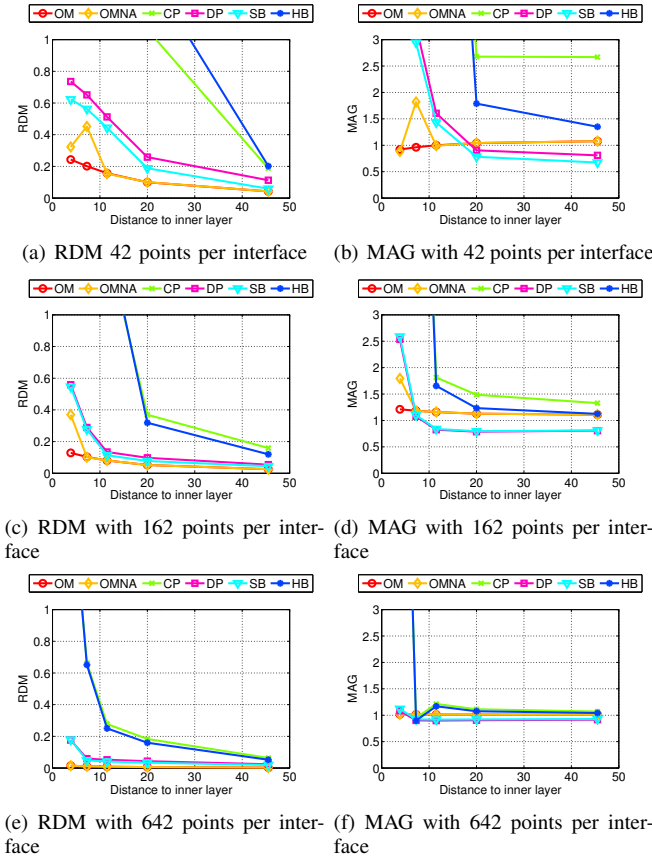 OM OMNA CP DP SB HB
OM OMNA CP DP SB HB
1
0.8
0.6
0.4
0.2
0
RDM
0 10 20 30 40 50
Distance to inner layer
3
2.5
2
1.5
1
0.5
0
MAG
0 10 20 30 40 50
Distance to inner layer
(a) RDM 42 points per interface
(b) MAG with 42 points per interface
OM OMNA CP DP SB HB
OM OMNA CP DP SB HB
1
0.8
0.6
0.4
0.2
0
RDM
0 10 20 30 40 50
Distance to inner layer
3
2.5
2
1.5
1
0.5
0
MAG
0 10 20 30 40 50
Distance to inner layer
(c) RDM with 162 points per inter-
face
(d) MAG with 162 points per inter-
face
OM OMNA CP DP SB HB
OM OMNA CP DP SB HB
1
0.8
0.6
0.4
0.2
0
RDM
0 10 20 30 40 50
Distance to inner layer
3
2.5
2
1.5
1
0.5
0
MAG
0 10 20 30 40 50
Distance to inner layer
(e) RDM with 642 points per inter-
face
(f) MAG with 642 points per inter-
face